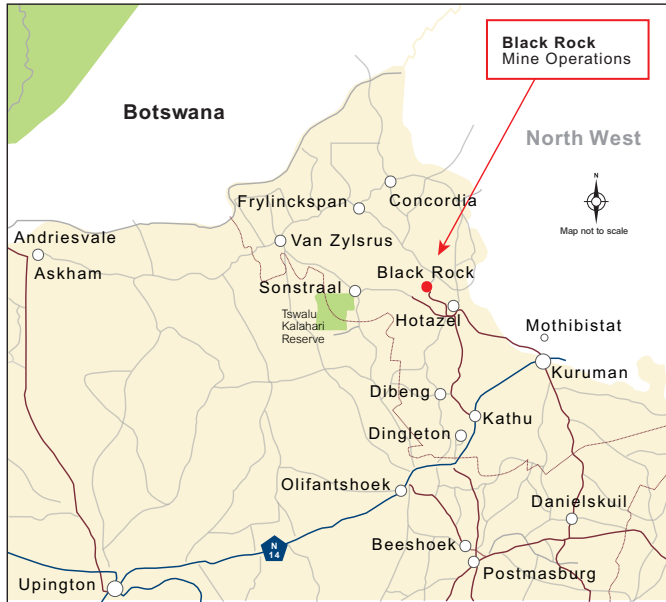 Black Rock
Mine Operations
Botswana
North West
N
Map not to scale
Concordia
Frylinckspan
Andriesvale
Askham
Van Zylsrus
Black Rock
Sonstraal
Tswalu
Kalahari
Reserve
Hotazel
Mothibistat
Kuruman
Dibeng
Kathu
Dingleton
Olifantshoek
Danielskuil
N
14
Beeshoek
Postmasburg
Upington